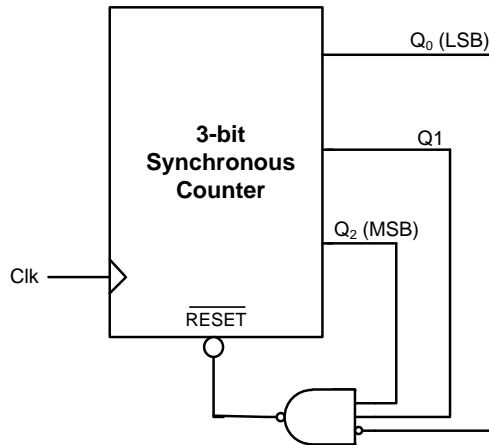 Q₀ (LSB)
3-bit
Synchronous
Counter
Q1
Q₂ (MSB)
Clk
RESET